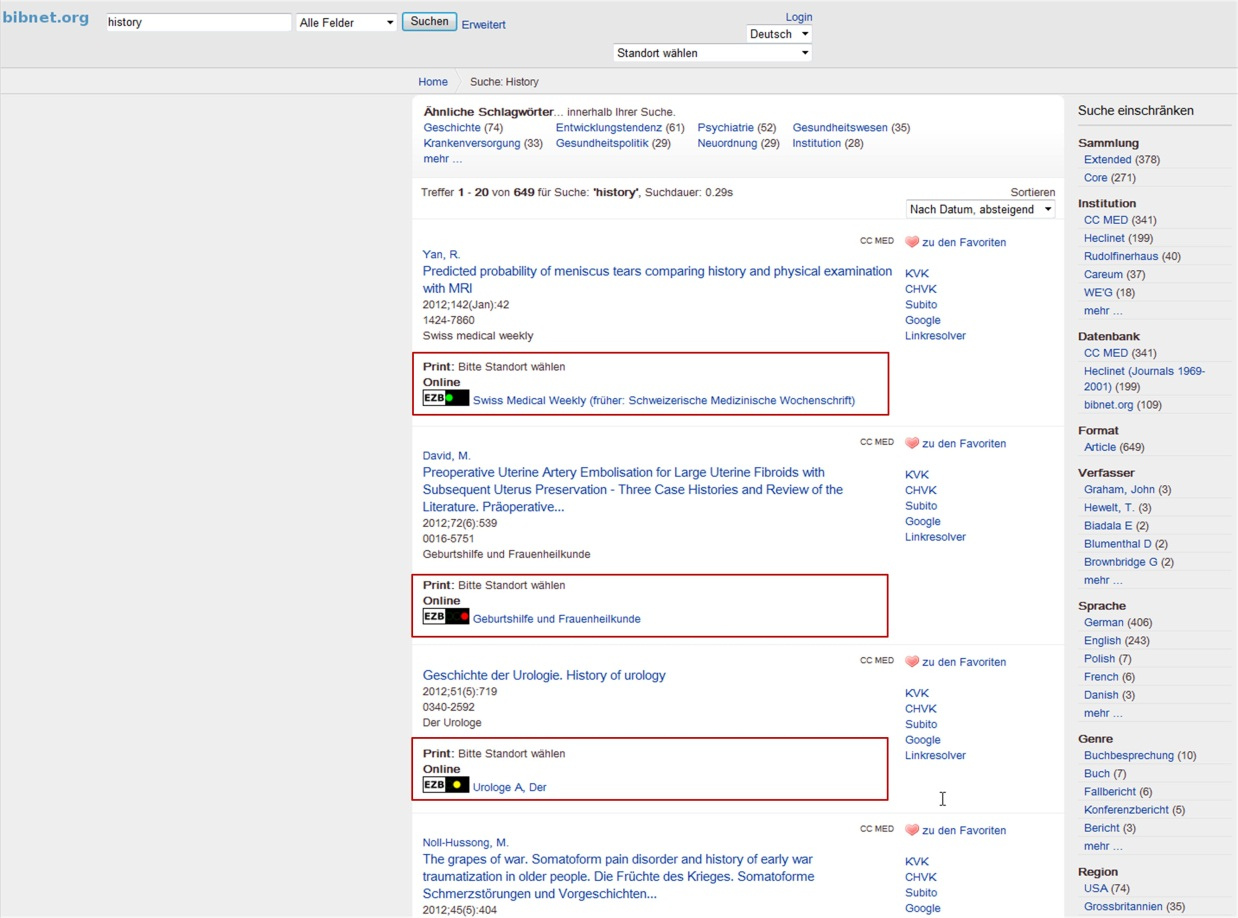 bibnet.org
history
Alle Felder
Suchen
Erweitert
Login
Deutsch
Standort wählen
Home
Suche: History
Ähnliche Schlagwörter... innerhalb Ihrer Suche.
Geschichte (74) Entwicklungstendenz (61) Psychiatrie (52) Gesundheitswesen (35)
Krankenversorgung (33) Gesundheitspolitik (29) Neuordnung (29) Institution (28)
mehr ...
Treffer 1 - 20 von 649 für Suche: 'history', Suchdauer: 0.29s
Sortieren
Nach Datum, absteigend
CC MED
zu den Favoriten
Yan, R.
Predicted probability of meniscus tears comparing history and physical examination
with MRI
2012;142(Jan):42
1424-7860
Swiss medical weekly
KVK
CHVK
Subito
Google
Linkresolver
Print: Bitte Standort wählen
Online
EZB Swiss Medical Weekly (früher: Schweizerische Medizinische Wochenschrift)
CC MED
zu den Favoriten
David, M.
Preoperative Uterine Artery Embolisation for Large Uterine Fibroids with
Subsequent Uterus Preservation - Three Case Histories and Review of the
Literature. Präoperative...
2012;72(6):539
0016-5751
Geburtshilfe und Frauenheilkunde
KVK
CHVK
Subito
Google
Linkresolver
Print: Bitte Standort wählen
Online
EZB Geburtshilfe und Frauenheilkunde
CC MED
zu den Favoriten
Geschichte der Urologie. History of urology
2012;51(5):719
0340-2592
Der Urologe
KVK
CHVK
Subito
Google
Linkresolver
Print: Bitte Standort wählen
Online
EZB Urologe A, Der
CC MED
zu den Favoriten
Noll-Hussong, M.
The grapes of war. Somatoform pain disorder and history of early war
traumatization in older people. Die Früchte des Krieges. Somatoforme
Schmerzstörungen und Vorgeschichten...
2012;45(5):404
KVK
CHVK
Subito
Google
Suche einschränken
Sammlung
Extended (378)
Core (271)
Institution
CC MED (341)
Heclinet (199)
Rudolfinerhaus (40)
Careum (37)
WE'G (18)
mehr ...
Datenbank
CC MED (341)
Heclinet (Journals 1969-
2001) (199)
bibnet.org (109)
Format
Article (649)
Verfasser
Graham, John (3)
Hewelt, T. (3)
Biadala E (2)
Blumenthal D (2)
Brownbridge G (2)
mehr ...
Sprache
German (406)
English (243)
Polish (7)
French (6)
Danish (3)
mehr ...
Genre
Buchbesprechung (10)
Buch (7)
Fallbericht (6)
Konferenzbericht (5)
Bericht (3)
mehr ...
Region
USA (74)
Grossbritannien (35)